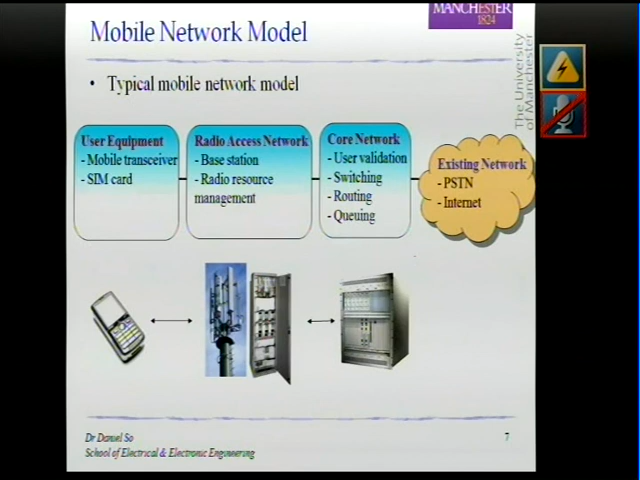 MANCHESTER
1824
The University
of Manchester
Mobile Network Model
• Typical mobile network model
User Equipment
- Mobile transceiver
- SIM card
Radio Access Network
- Base station
- Radio resource
management
Core Network
- User validation
- Switching
- Routing
- Queuing
Existing Network
- PSTN
- Internet
Dr Daniel So
School of Electrical & Electronic Engineering
7